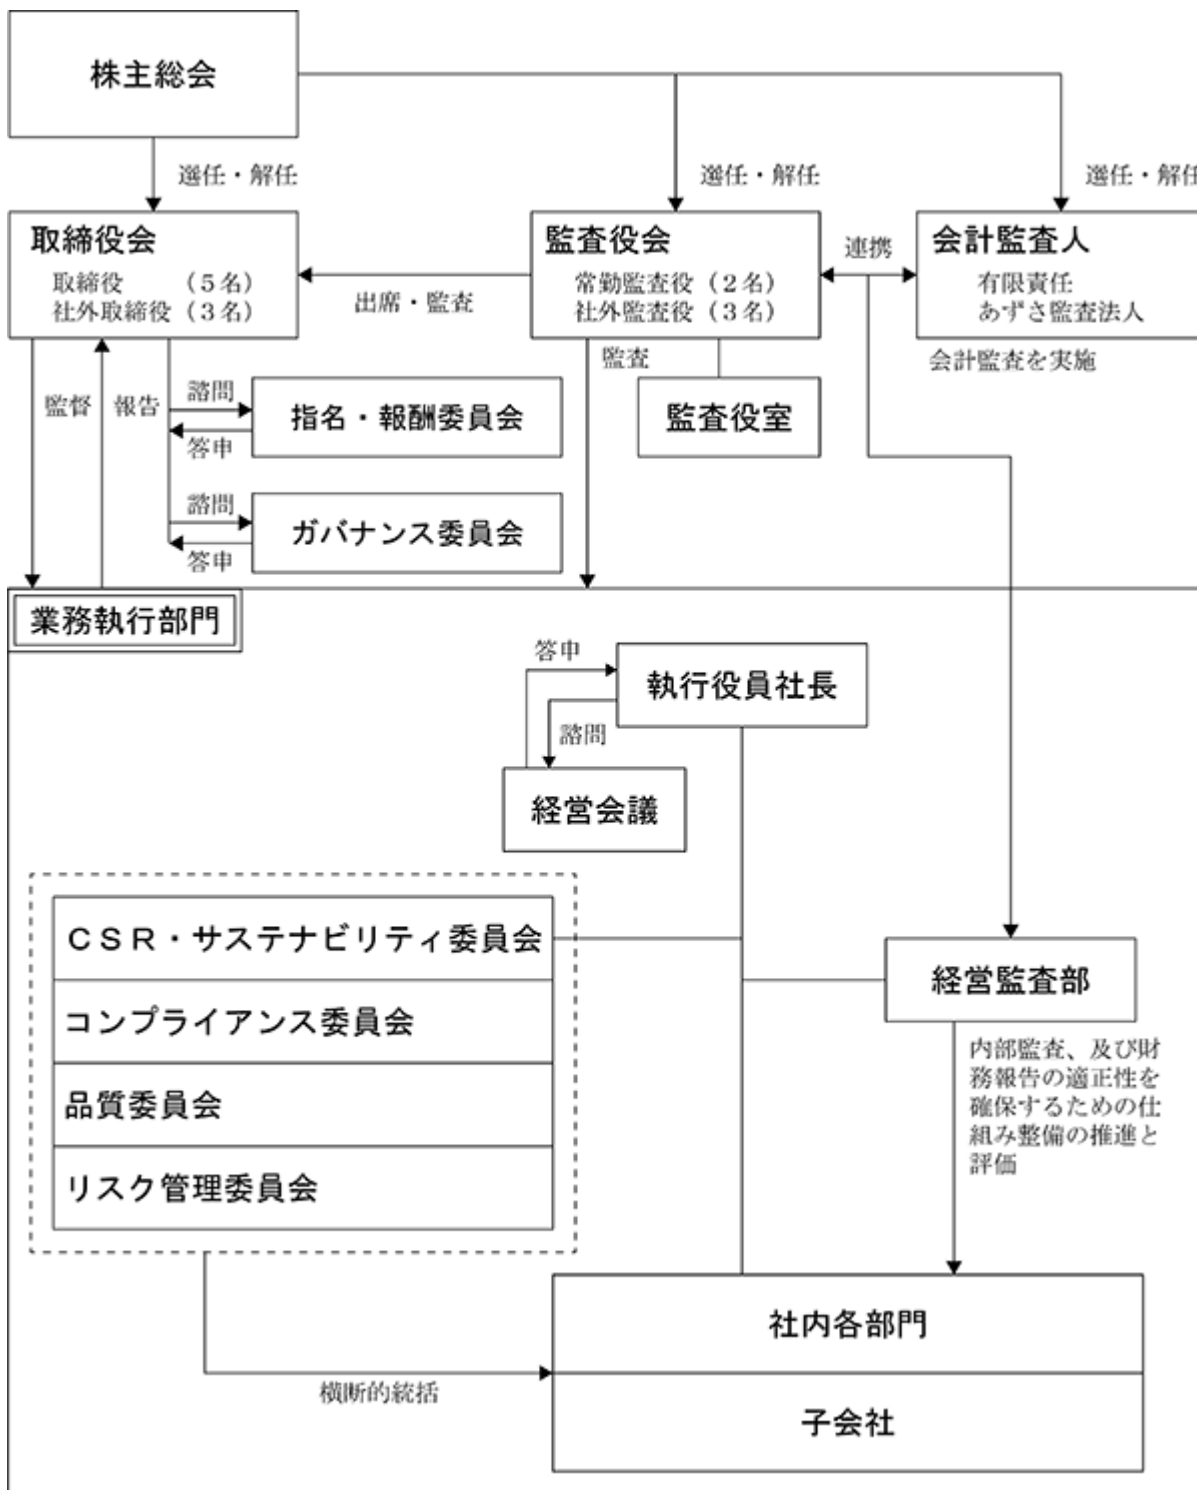 株主総会
選任・解任
選任・解任
選任・解任
取締役会
取締役　　（５名）
社外取締役（３名）
出席・監査
監査役会
常勤監査役（２名）
社外監査役（３名）
連携
会計監査人
有限責任
あずさ監査法人
会計監査を実施
監督
報告
諮問
答申
指名・報酬委員会
諮問
答申
ガバナンス委員会
監査
監査役室
業務執行部門
答申
執行役員社長
諮問
経営会議
ＣＳＲ・サステナビリティ委員会
コンプライアンス委員会
品質委員会
リスク管理委員会
経営監査部
内部監査、及び財
務報告の適正性を
確保するための仕
組み整備の推進と
評価
横断的統括
社内各部門
子会社